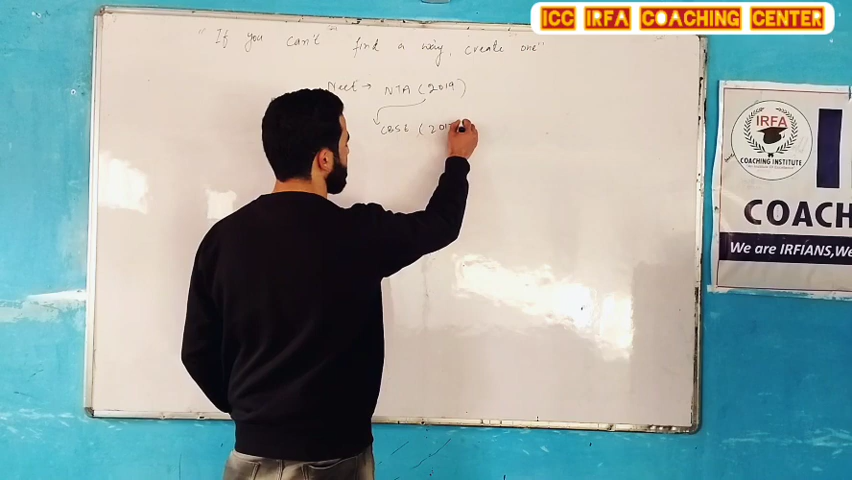 ICC IRFA COACHING CENTER
"If you can't find a way, create one"
Neet → NTA (2019)
CBSE (201
IRFA
COACHING INSTITUTE
COACH
We are IRFIANS,We